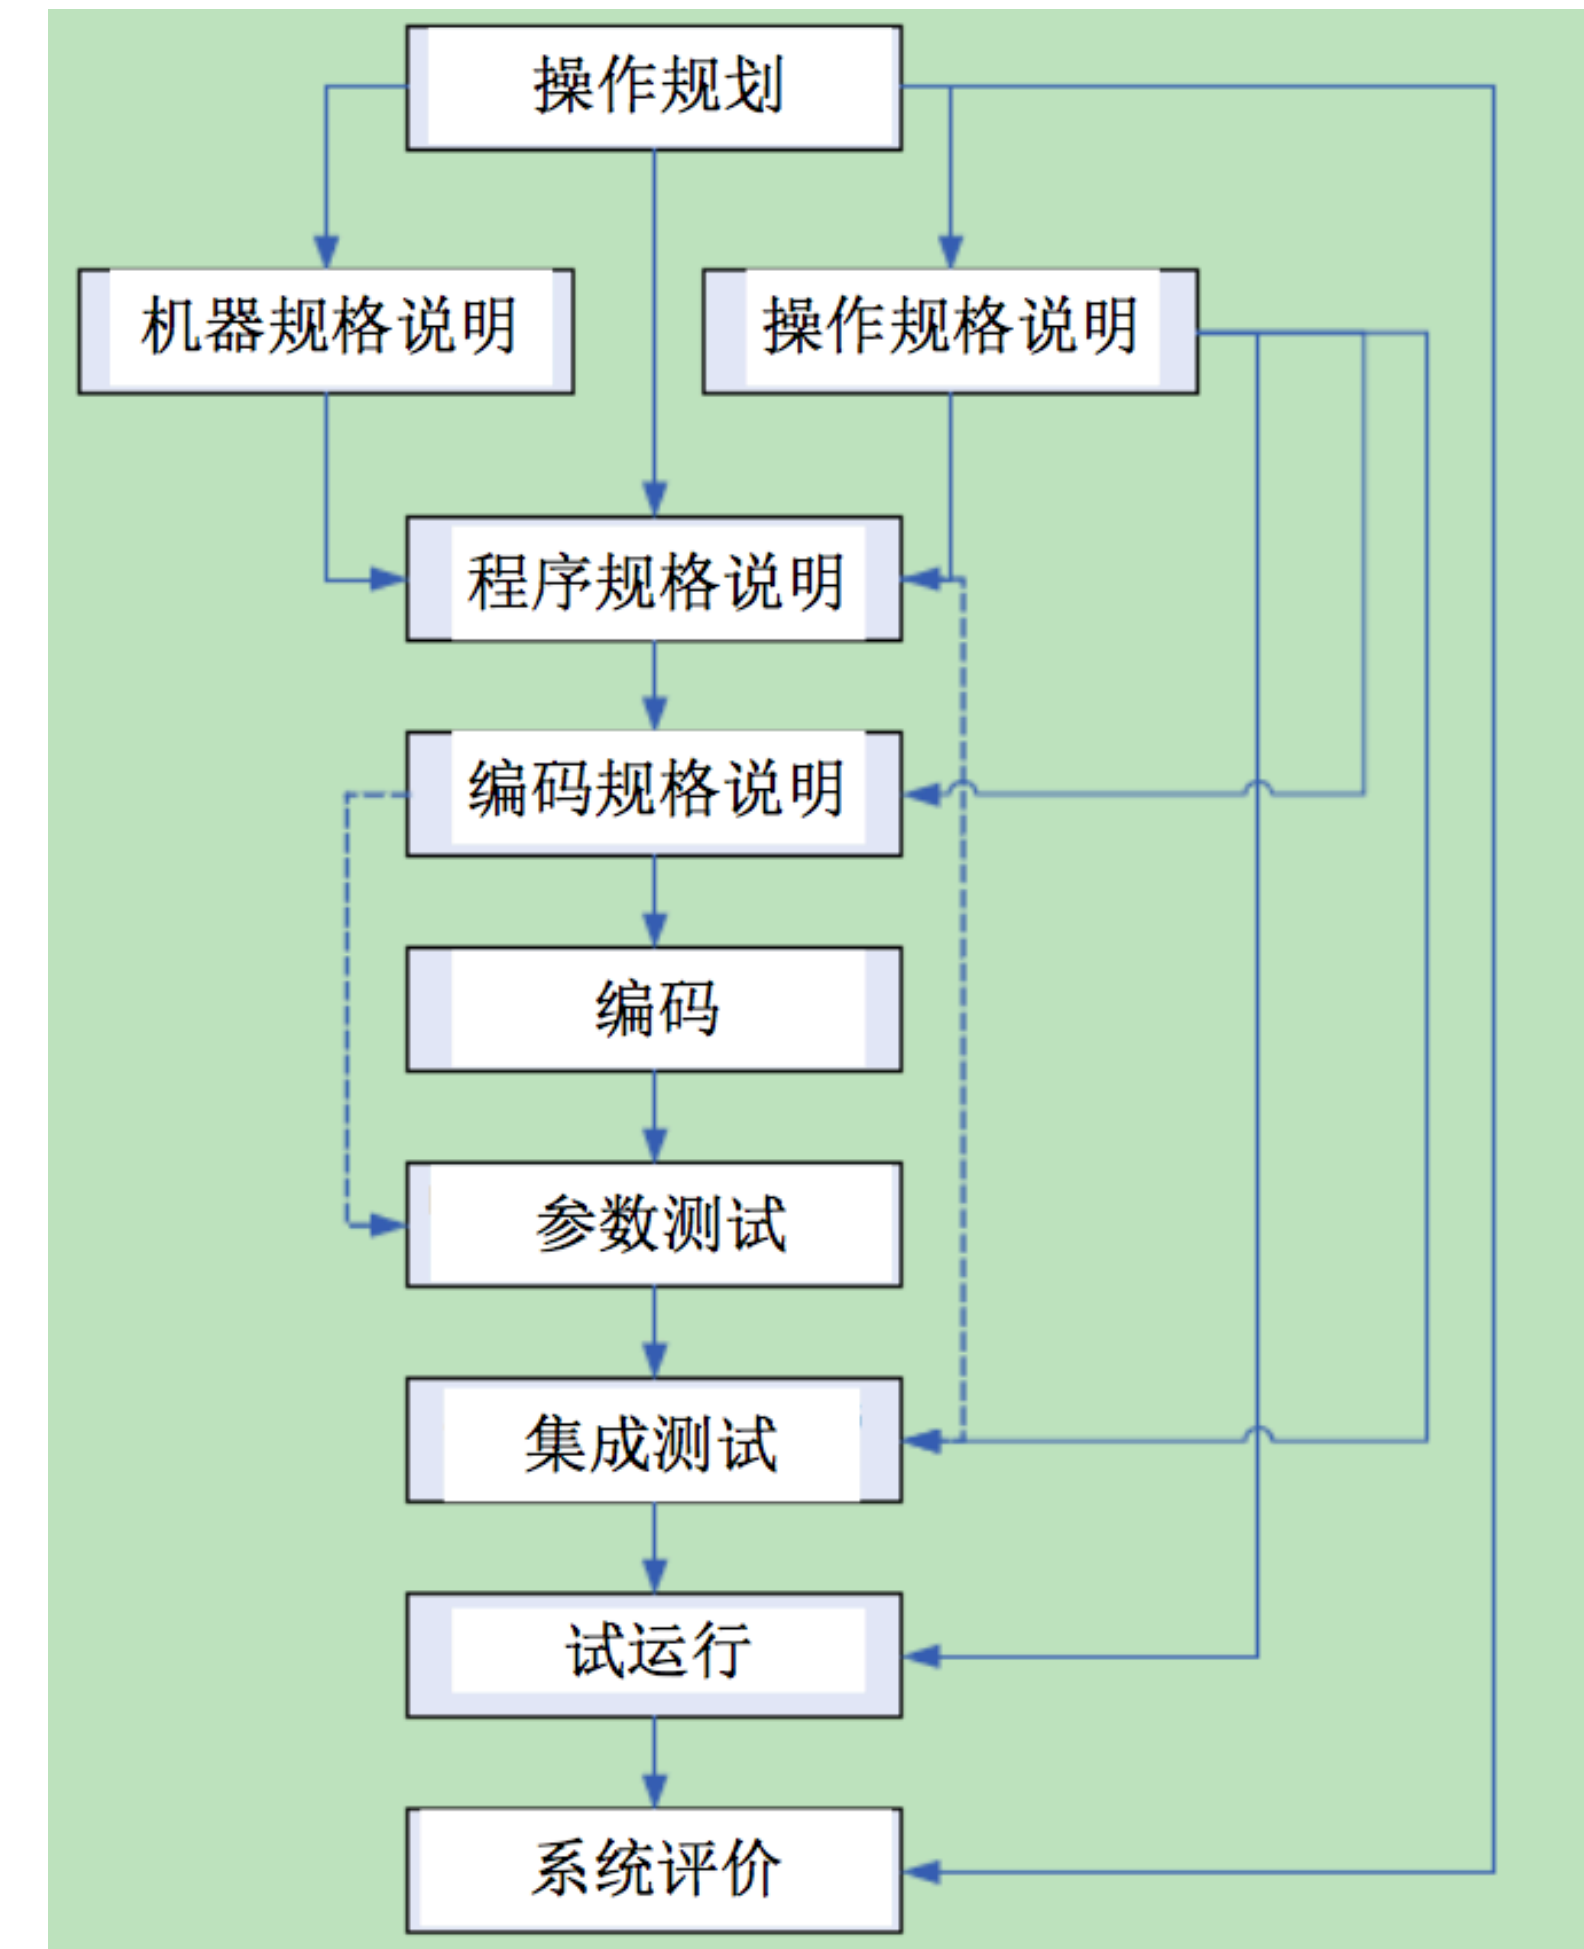 操作规划
机器规格说明
操作规格说明
程序规格说明
编码规格说明
编码
参数测试
集成测试
试运行
系统评价